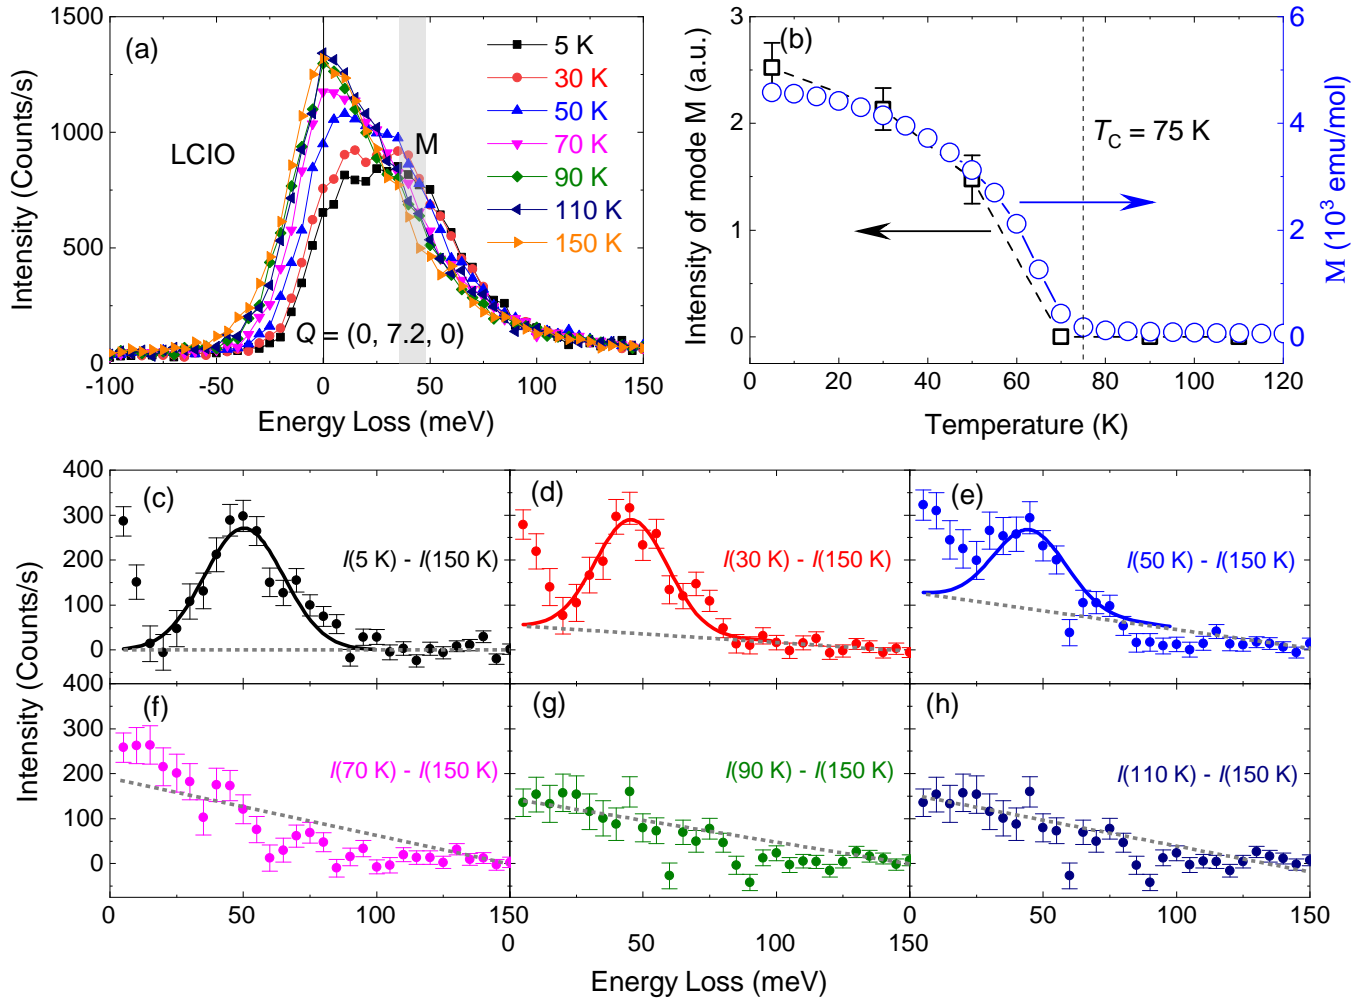 (a)
LCIO
M
5 K
30 K
50 K
70 K
90 K
110 K
150 K
Q = (0, 7.2, 0)
Intensity (Counts/s)
1500
1000
500
0
-100 -50 0 50 100 150
Energy Loss (meV)
(b)
T_C = 75 K
Intensity of mode M (a.u.)
3
2
1
0
6
4
2
0
M (10³ emu/mol)
0 20 40 60 80 100 120
Temperature (K)
(c)
I(5 K) - I(150 K)
(d)
I(30 K) - I(150 K)
(e)
I(50 K) - I(150 K)
400
300
200
100
0
Intensity (Counts/s)
(f)
I(70 K) - I(150 K)
(g)
I(90 K) - I(150 K)
(h)
I(110 K) - I(150 K)
400
300
200
100
0
0 50 100 150
0 50 100 150
0 50 100 150
Energy Loss (meV)